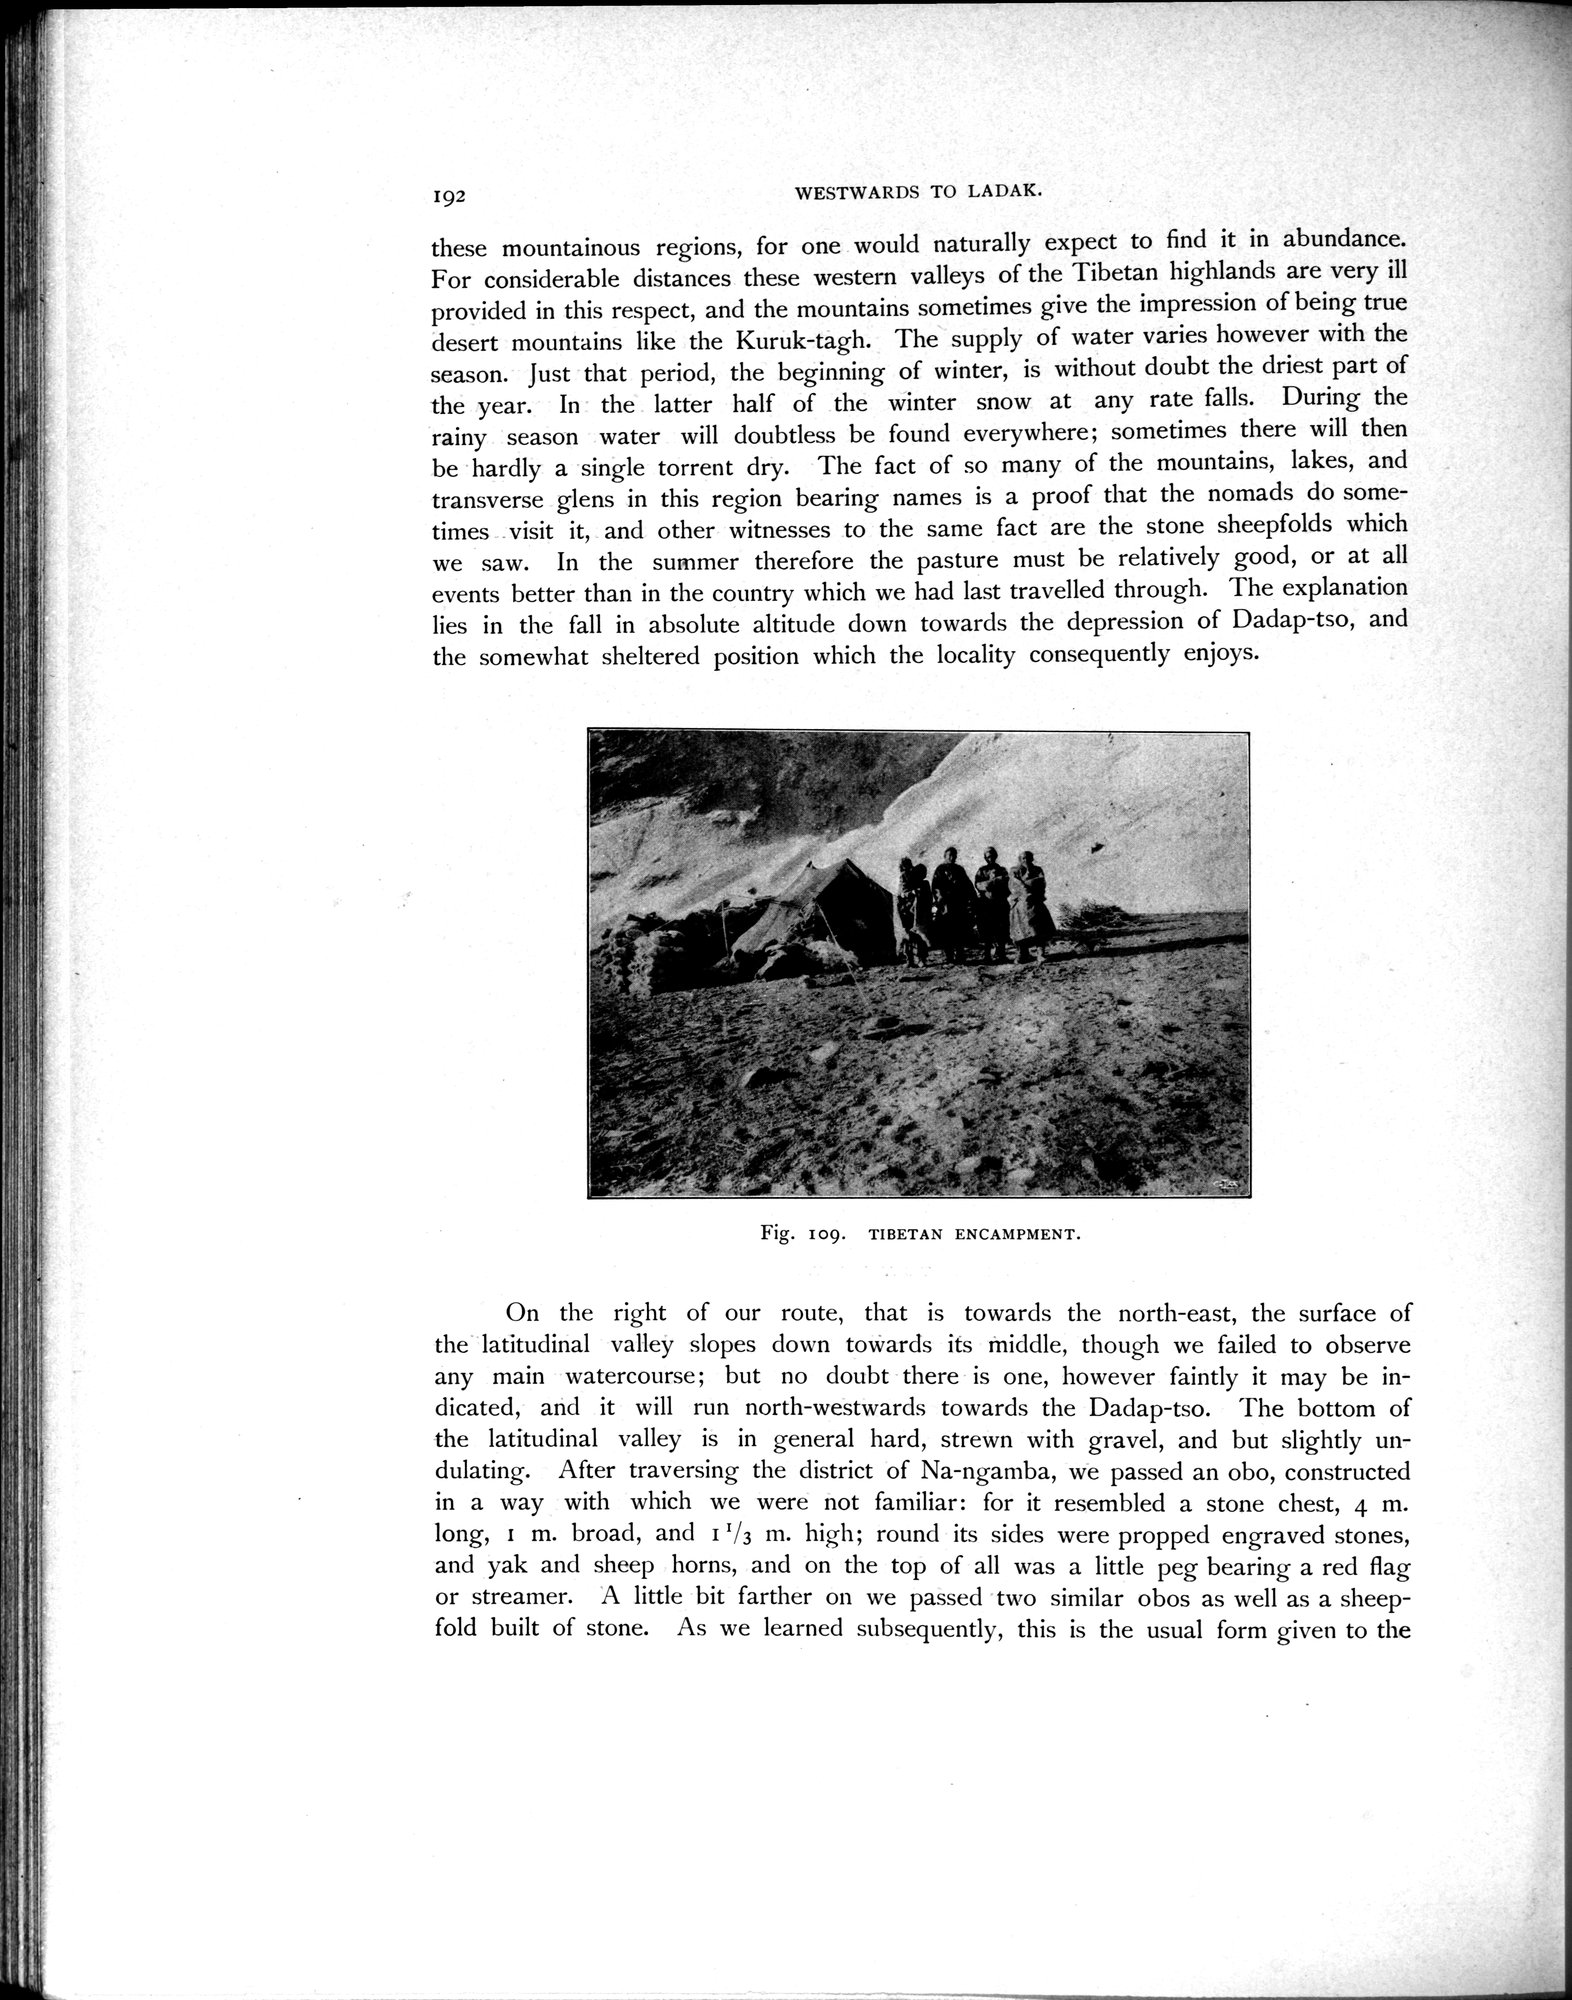 192
WESTWARDS TO LADAK.
these mountainous regions, for one would naturally expect to find it in abundance.
For considerable distances these western valleys of the Tibetan highlands are very ill
provided in this respect, and the mountains sometimes give the impression of being true
desert mountains like the Kuruk-tagh. The supply of water varies however with the
season. Just that period, the beginning of winter, is without doubt the driest part of
the year. In the latter half of the winter snow at any rate falls. During the
rainy season water will doubtless be found everywhere; sometimes there will then
be hardly a single torrent dry. The fact of so many of the mountains, lakes, and
transverse glens in this region bearing names is a proof that the nomads do some-
times visit it, and other witnesses to the same fact are the stone sheepfolds which
we saw. In the summer therefore the pasture must be relatively good, or at all
events better than in the country which we had last travelled through. The explanation
lies in the fall in absolute altitude down towards the depression of Dadap-tso, and
the somewhat sheltered position which the locality consequently enjoys.
Fig. 109. TIBETAN ENCAMPMENT.
On the right of our route, that is towards the north-east, the surface of
the latitudinal valley slopes down towards its middle, though we failed to observe
any main watercourse; but no doubt there is one, however faintly it may be in-
dicated, and it will run north-westwards towards the Dadap-tso. The bottom of
the latitudinal valley is in general hard, strewn with gravel, and but slightly un-
dulating. After traversing the district of Na-ngamba, we passed an obo, constructed
in a way with which we were not familiar: for it resembled a stone chest, 4 m.
long, 1 m. broad, and 1 1/3 m. high; round its sides were propped engraved stones,
and yak and sheep horns, and on the top of all was a little peg bearing a red flag
or streamer. A little bit farther on we passed two similar obos as well as a sheep-
fold built of stone. As we learned subsequently, this is the usual form given to the